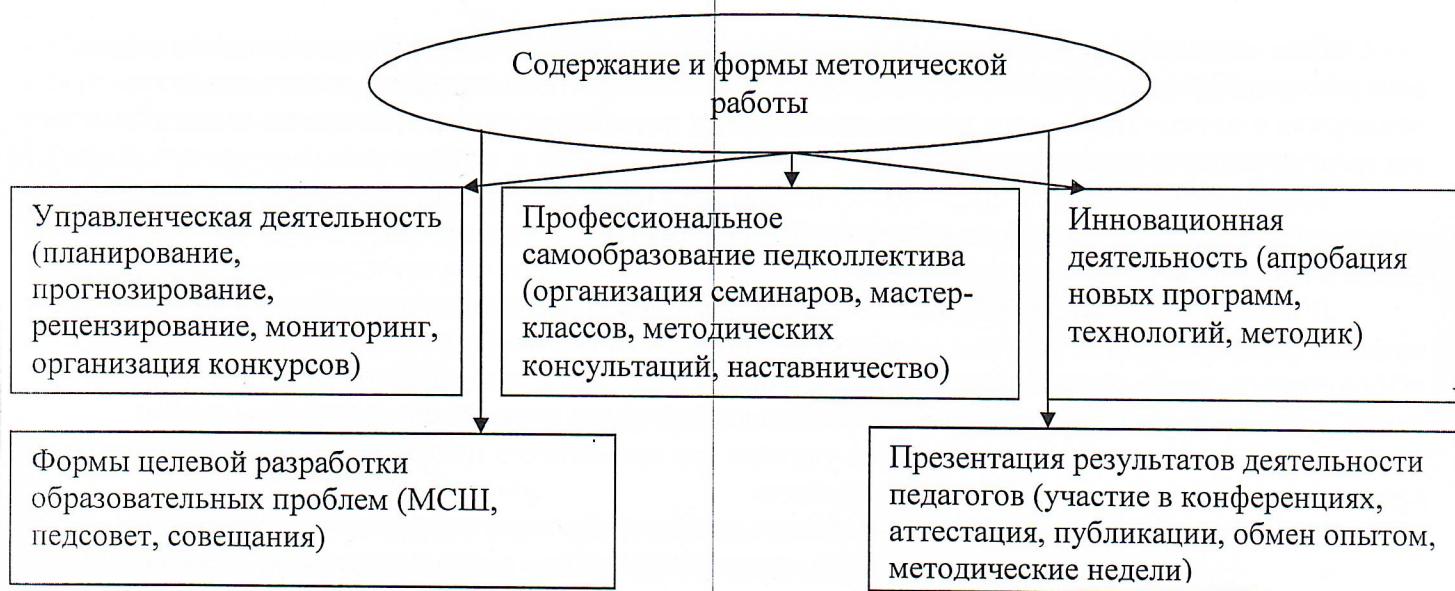 Содержание и формы методической
работы
Управленческая деятельность
(планирование,
прогнозирование,
рецензирование, мониторинг,
организация конкурсов)
Профессиональное
самообразование педколлектива
(организация семинаров, мастер-
классов, методических
консультаций, наставничество)
Инновационная
деятельность (апробация
новых программ,
технологий, методик)
Формы целевой разработки
образовательных проблем (МСШ,
педсовет, совещания)
Презентация результатов деятельности
педагогов (участие в конференциях,
аттестация, публикации, обмен опытом,
методические недели)